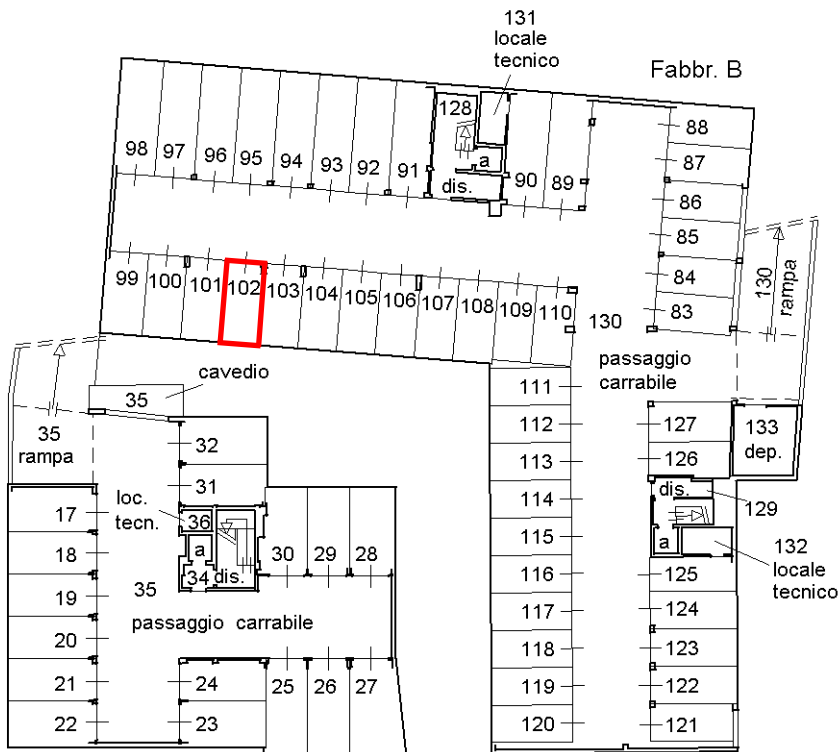 131
locale
tecnico
Fabbr. B
128
88
98 97 96 95 94 93 92 91
a
dis.
90 89
87
86
85
84
83
130
rampa
99 100 101 102 103 104 105 106 107 108 109 110
130
passaggio
carrabile
cavedio
35
35
rampa
111
112
113
114
115
116
117
118
119
120
127
126
133
dep.
dis.
129
a
132
locale
tecnico
125
124
123
122
121
32
31
loc.
tecn.
36
a
34 dis.
30 29 28
17
18
19
20
21
22
35
passaggio carrabile
24
23
25 26 27